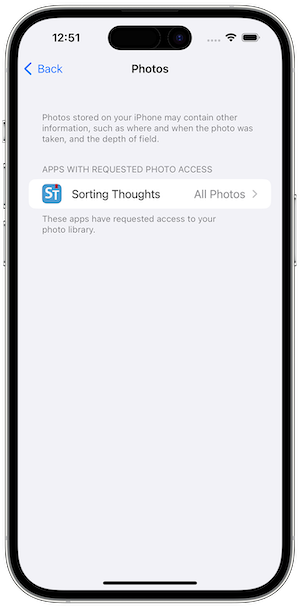 12:51
Back
Photos
Photos stored on your iPhone may contain other
information, such as where and when the photo was
taken, and the depth of field.
APPS WITH REQUESTED PHOTO ACCESS
ST Sorting Thoughts All Photos
These apps have requested access to your
photo library.